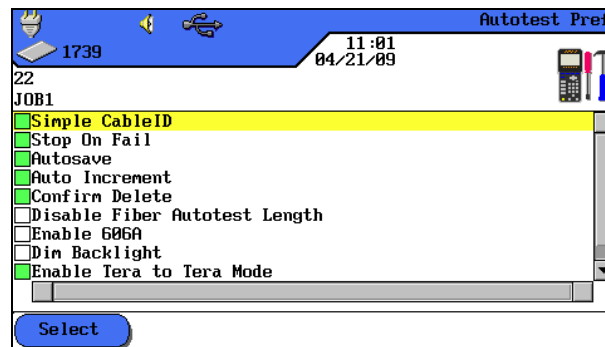 Autotest Pref
1739
11:01
04/21/09
22
JOB1
Simple CableID
Stop On Fail
Autosave
Auto Increment
Confirm Delete
Disable Fiber Autotest Length
Enable 606A
Dim Backlight
Enable Tera to Tera Mode
Select